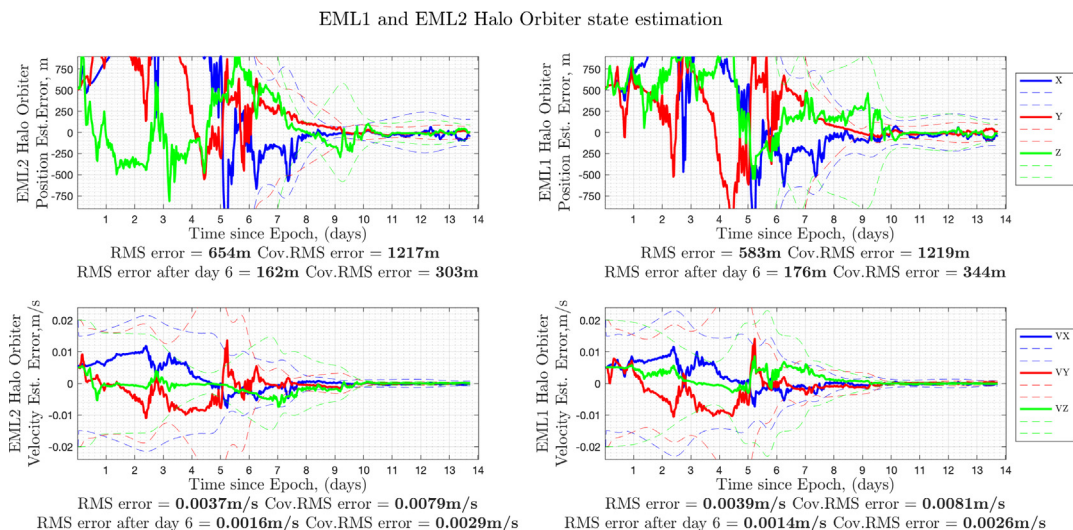 EML1 and EML2 Halo Orbiter state estimation
EML2 Halo Orbiter
Position Est.Error, m
750
500
250
0
-250
-500
-750
1 2 3 4 5 6 7 8 9 10 11 12 13 14
Time since Epoch, (days)
RMS error = 654m Cov.RMS error = 1217m
RMS error after day 6 = 162m Cov.RMS error = 303m
EML1 Halo Orbiter
Position Est. Error, m
750
500
250
0
-250
-500
-750
1 2 3 4 5 6 7 8 9 10 11 12 13 14
Time since Epoch, (days)
RMS error = 583m Cov.RMS error = 1219m
RMS error after day 6 = 176m Cov.RMS error = 344m
X
Y
Z
EML2 Halo Orbiter
Velocity Est. Error,m/s
0.02
0.01
0
-0.01
-0.02
1 2 3 4 5 6 7 8 9 10 11 12 13 14
Time since Epoch, (days)
RMS error = 0.0037m/s Cov.RMS error = 0.0079m/s
RMS error after day 6 = 0.0016m/s Cov.RMS error = 0.0029m/s
EML1 Halo Orbiter
Velocity Est. Error,m/s
0.02
0.01
0
-0.01
-0.02
1 2 3 4 5 6 7 8 9 10 11 12 13 14
Time since Epoch, (days)
RMS error = 0.0039m/s Cov.RMS error = 0.0081m/s
RMS error after day 6 = 0.0014m/s Cov.RMS error = 0.0026m/s
VX
VY
VZ